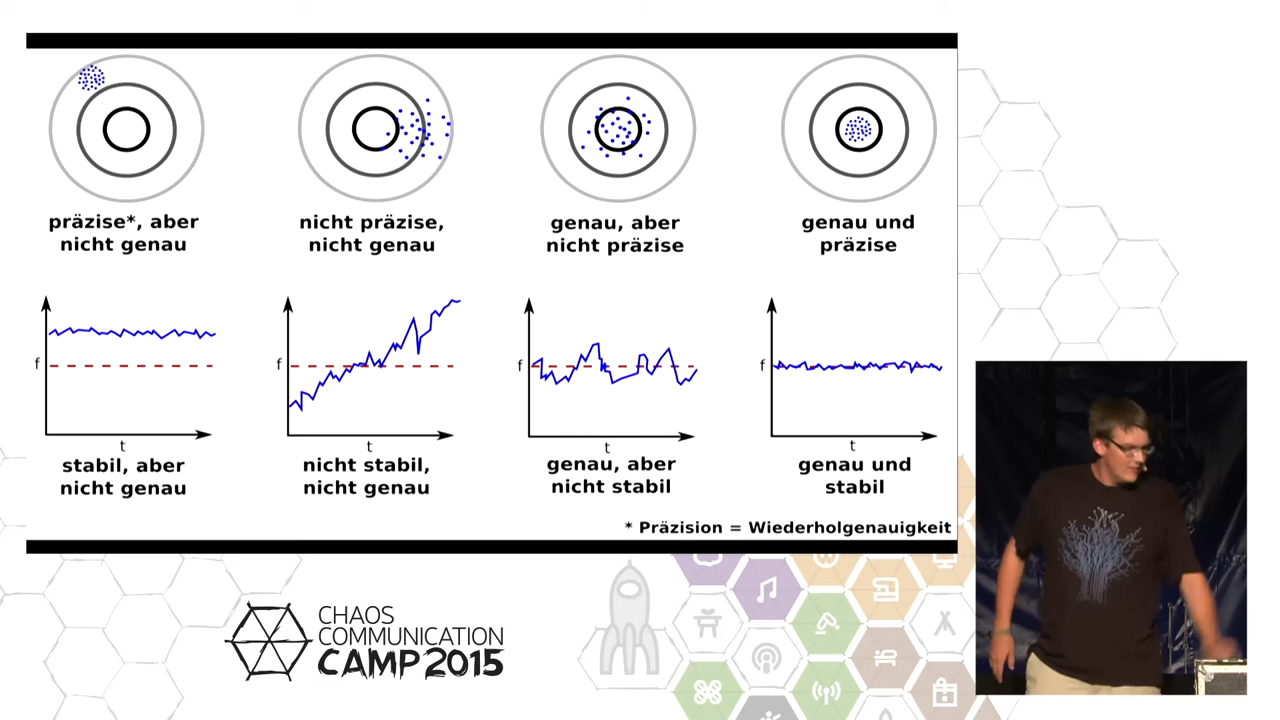 präzise*, aber
nicht genau
nicht präzise,
nicht genau
genau, aber
nicht präzise
genau und
präzise
f
t
stabil, aber
nicht genau
f
t
nicht stabil,
nicht genau
f
t
genau, aber
nicht stabil
f
t
genau und
stabil
* Präzision = Wiederholgenauigkeit
CHAOS
COMMUNICATION
CAMP 2015